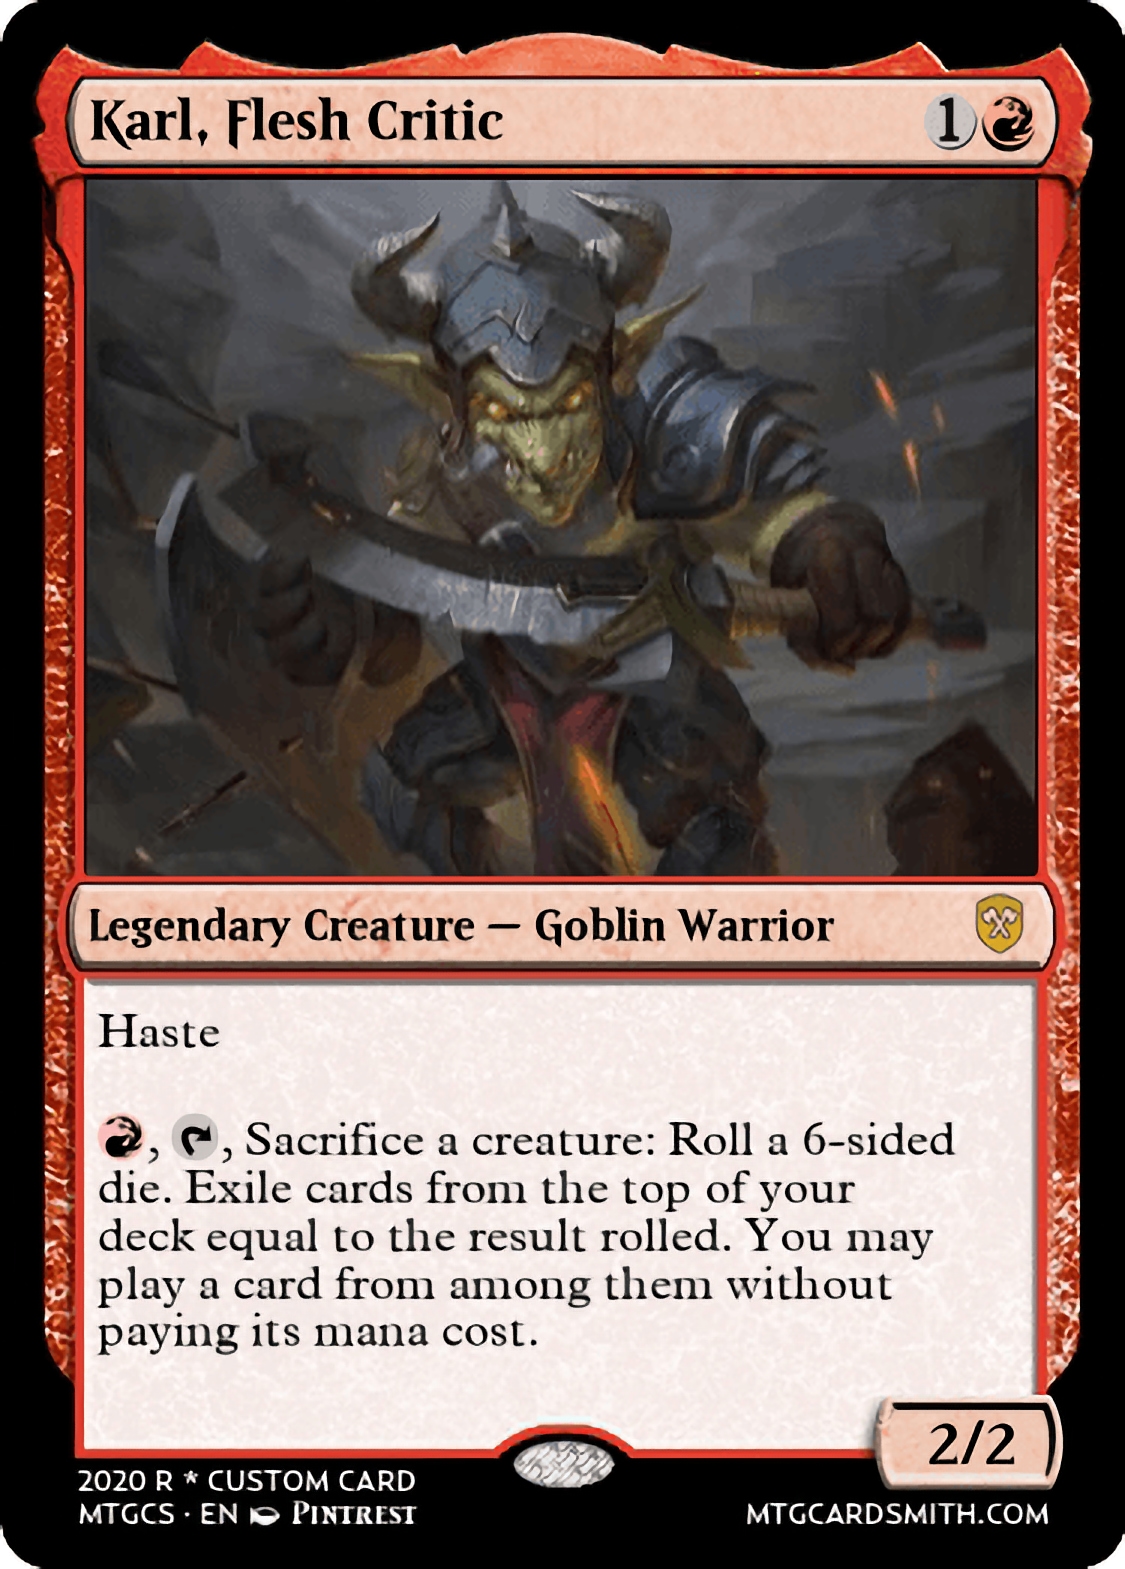 Karl, Flesh Critic 1
Legendary Creature — Goblin Warrior
Haste
, , Sacrifice a creature: Roll a 6-sided
die. Exile cards from the top of your
deck equal to the result rolled. You may
play a card from among them without
paying its mana cost.
2/2
2020 R * CUSTOM CARD
MTGCS · EN PINTREST
MTGCARDSMITH.COM